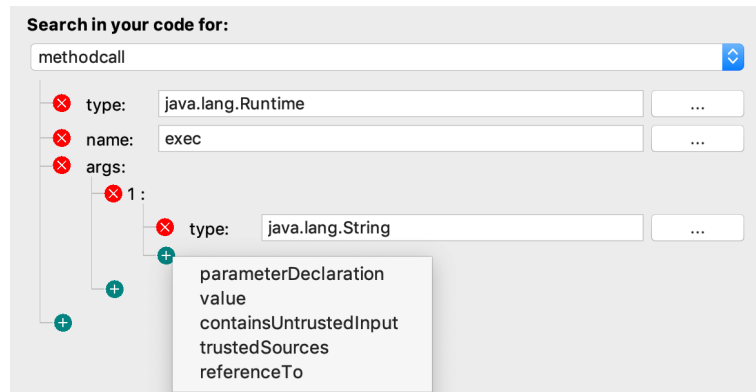 Search in your code for:
methodcall
type: java.lang.Runtime ...
name: exec ...
args:
1 :
type: java.lang.String ...
parameterDeclaration
value
containsUntrustedInput
trustedSources
referenceTo